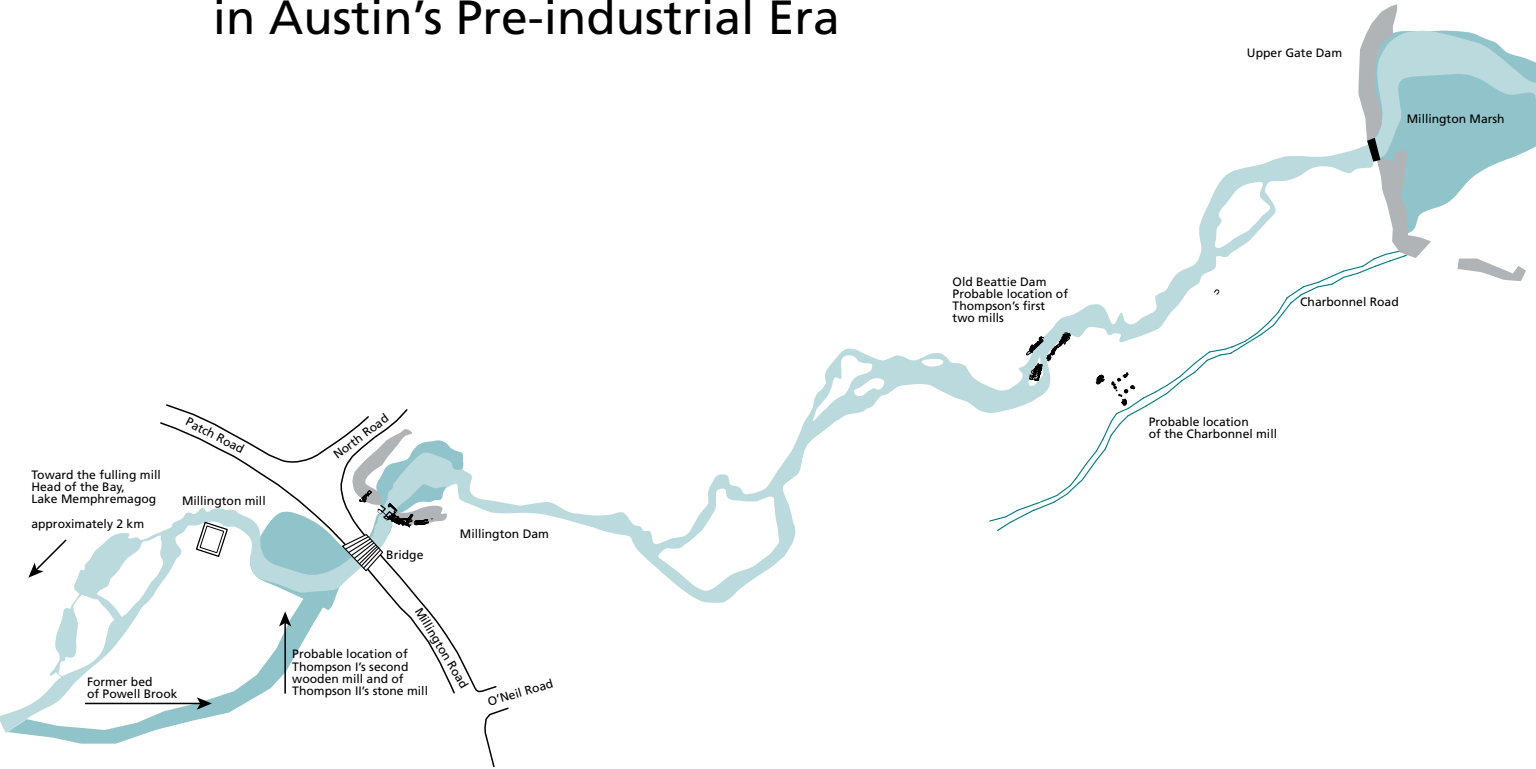 in Austin's Pre-industrial Era
Upper Gate Dam
Millington Marsh
Old Beattie Dam
Probable location of
Thompson's first
two mills
Charbonnel Road
Probable location
of the Charbonnel mill
Patch Road
North Road
Toward the fulling mill
Head of the Bay,
Lake Memphremagog
approximately 2 km
Millington mill
Millington Dam
Bridge
Millington Road
Probable location of
Thompson I's second
wooden mill and of
Thompson II's stone mill
Former bed
of Powell Brook
O'Neil Road